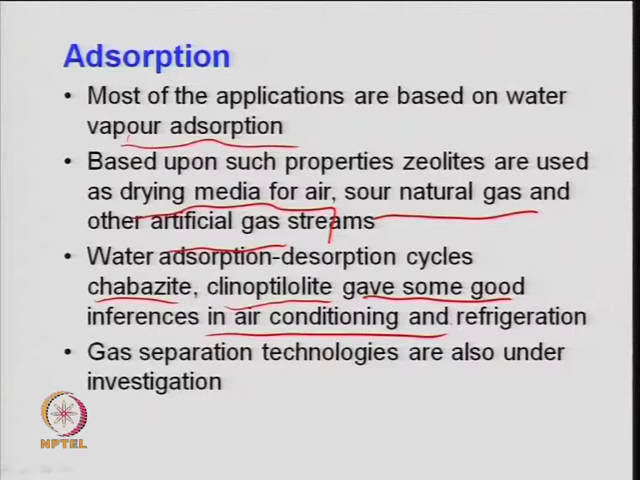 Adsorption
• Most of the applications are based on water
vapour adsorption
• Based upon such properties zeolites are used
as drying media for air, sour natural gas and
other artificial gas streams
• Water adsorption-desorption cycles
chabazite, clinoptilolite gave some good
inferences in air conditioning and refrigeration
• Gas separation technologies are also under
investigation
NPTEL